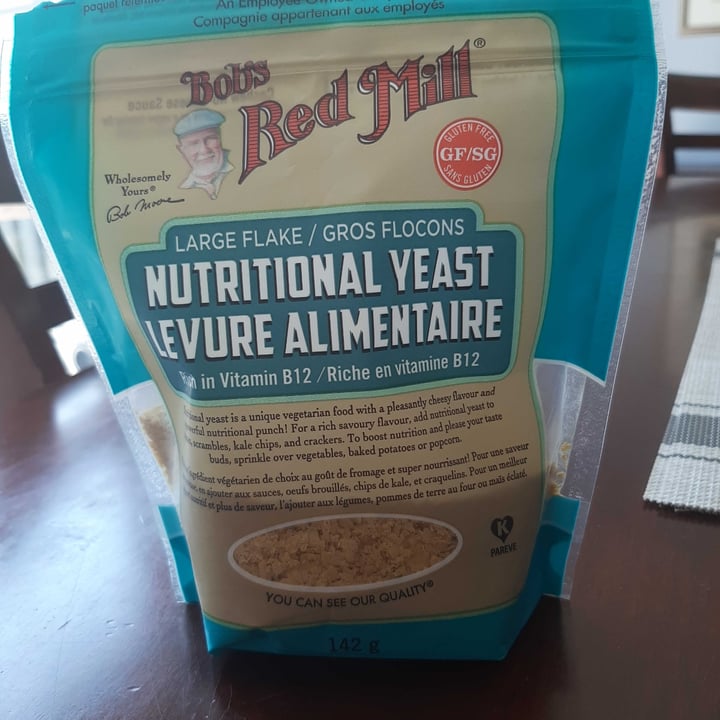 paquet
An Employee-Owned
Compagnie appartenant aux employés
Bob's
Red Mill®
GLUTEN FREE
GF/SG
SANS GLUTEN
Wholesomely
Yours®
Bob Moore
LARGE FLAKE / GROS FLOCONS
NUTRITIONAL YEAST
LEVURE ALIMENTAIRE
in Vitamin B12 / Riche en vitamine B12
yeast is a unique vegetarian food with a pleasantly cheesy flavour and
nutritional punch! For a rich savoury flavour, add nutritional yeast to
scrambles, kale chips, and crackers. To boost nutrition and please your taste
buds, sprinkle over vegetables, baked potatoes or popcorn.
végétarien de choix au goût de fromage et super nourrissant! Pour une saveur
en ajouter aux sauces, oeufs brouillés, chips de kale, et craquelins. Pour un meilleur
et plus de saveur, l'ajouter aux légumes, pommes de terre au four ou maïs éclaté.
K
PAREVE
YOU CAN SEE OUR QUALITY®
142 g